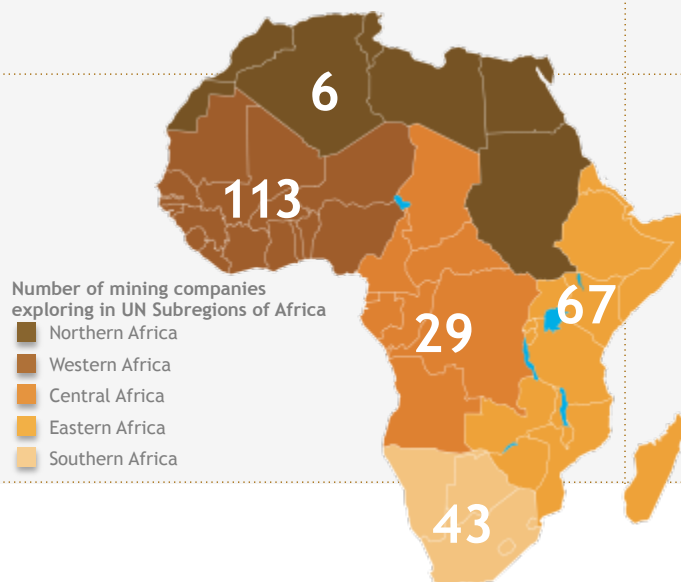 6
113
Number of mining companies
exploring in UN Subregions of Africa
Northern Africa
67
29
Western Africa
Central Africa
Eastern Africa
Southern Africa
43